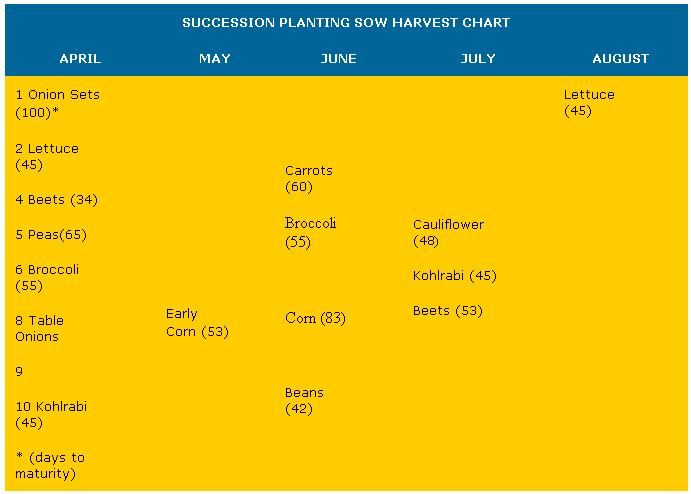 SUCCESSION PLANTING SOW HARVEST CHART
APRIL MAY JUNE JULY AUGUST
1 Onion Sets
(100)*
2 Lettuce
(45)
4 Beets (34)
5 Peas(65)
6 Broccoli
(55)
8 Table
Onions
9
10 Kohlrabi
(45)
* (days to
maturity)
Early
Corn (53)
Carrots
(60)
Broccoli
(55)
Corn (83)
Beans
(42)
Cauliflower
(48)
Kohlrabi (45)
Beets (53)
Lettuce
(45)